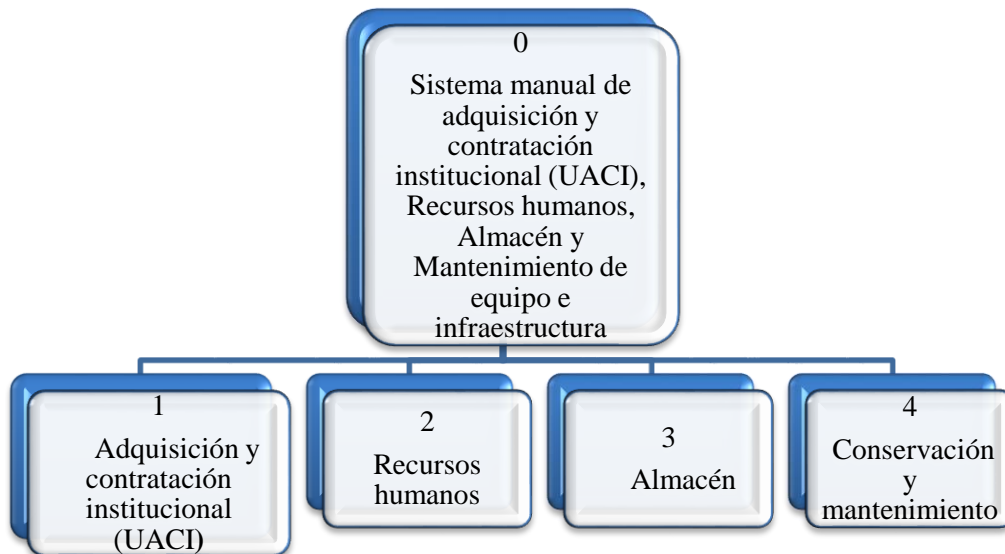 0
Sistema manual de
adquisición y
contratación
institucional (UACI),
Recursos humanos,
Almacén y
Mantenimiento de
equipo e
infraestructura
1
Adquisición y
contratación
institucional
(UACI)
2
Recursos
humanos
3
Almacén
4
Conservación
y
mantenimiento